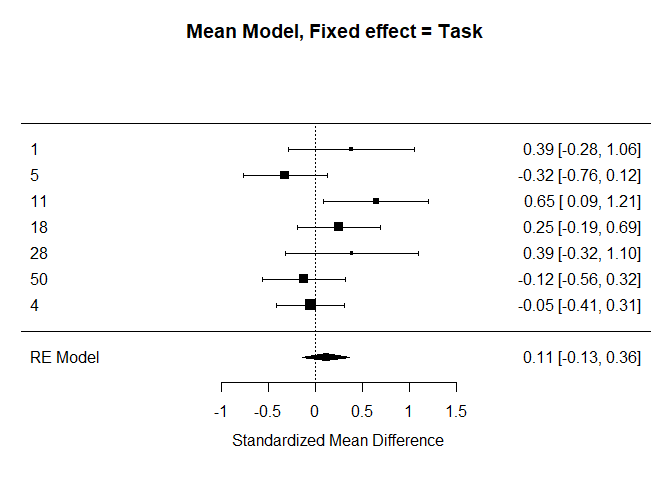 Mean Model, Fixed effect = Task
1 0.39 [-0.28, 1.06]
5 -0.32 [-0.76, 0.12]
11 0.65 [ 0.09, 1.21]
18 0.25 [-0.19, 0.69]
28 0.39 [-0.32, 1.10]
50 -0.12 [-0.56, 0.32]
4 -0.05 [-0.41, 0.31]
RE Model 0.11 [-0.13, 0.36]
-1 -0.5 0 0.5 1 1.5
Standardized Mean Difference